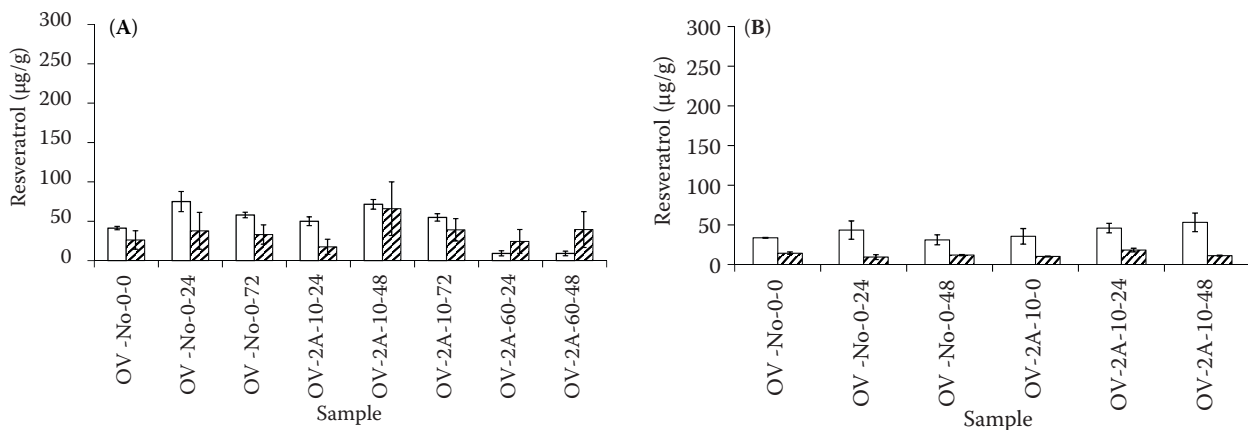 (A)
Resveratrol (μg/g)
300
250
200
150
100
50
0
OV -No-0-0
OV -No-0-24
OV -No-0-72
OV-2A-10-24
OV-2A-10-48
OV-2A-10-72
OV-2A-60-24
OV-2A-60-48
Sample
(B)
Resveratrol (μg/g)
300
250
200
150
100
50
0
OV -No-0-0
OV -No-0-24
OV -No-0-48
OV-2A-10-0
OV-2A-10-24
OV-2A-10-48
Sample